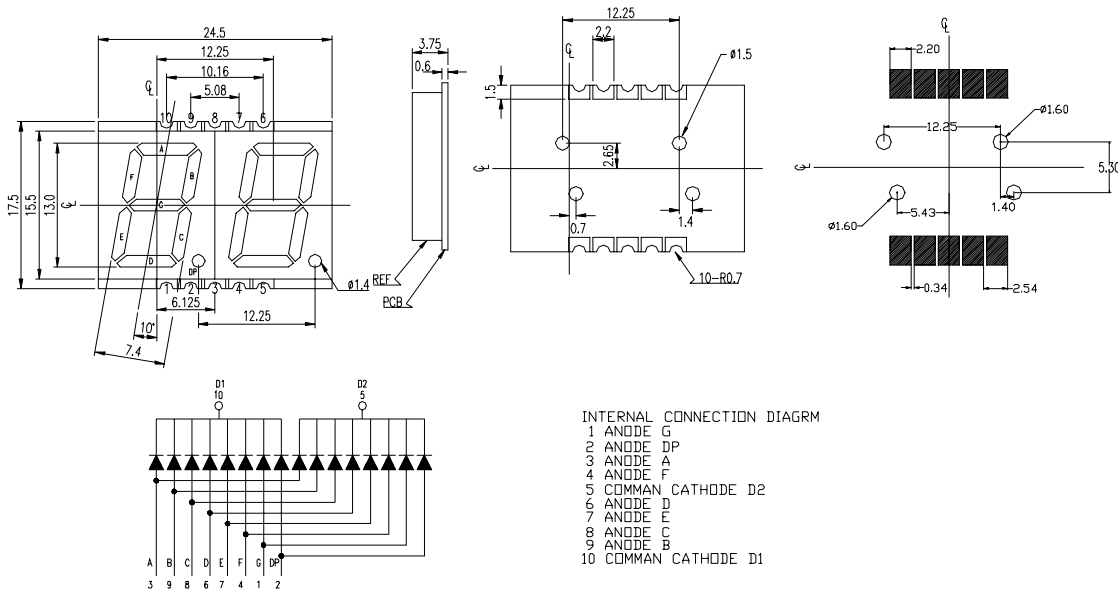 24.5
12.25
10.16
5.08
℄
10 9 8 7 6
17.5
15.5
13.0
℄
A
F
B
G
E
C
D
DP
1 2 3 4 5
ø1.4
6.125
12.25
10°
7.4
3.75
0.6
REF
PCB
12.25
℄
2.2
ø1.5
1.5
2.65
℄
0.7
1.4
10-R0.7
℄
2.20
ø1.60
12.25
℄
5.30
5.43
1.40
ø1.60
0.34
2.54
D1
10
D2
5
A B C D E F G DP
3 9 8 6 7 4 1 2
INTERNAL CONNECTION DIAGRM
1 ANODE G
2 ANODE DP
3 ANODE A
4 ANODE F
5 COMMAN CATHODE D2
6 ANODE D
7 ANODE E
8 ANODE C
9 ANODE B
10 COMMAN CATHODE D1